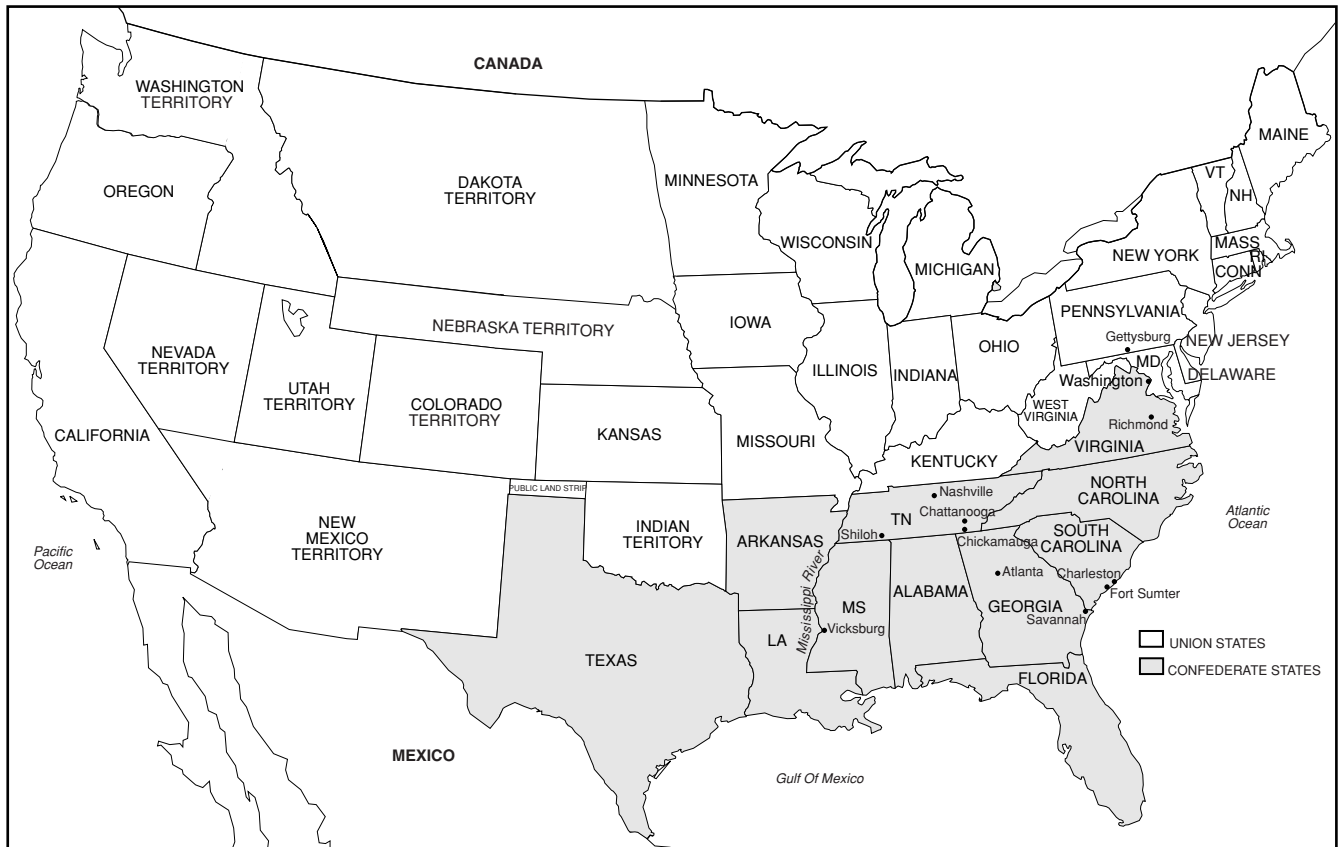 CANADA
WASHINGTON
TERRITORY
OREGON
DAKOTA
TERRITORY
MINNESOTA
WISCONSIN
MICHIGAN
MAINE
VT
NH
NEW YORK
MASS
RI
CONN
IOWA
NEBRASKA TERRITORY
PENNSYLVANIA
Gettysburg
NEW JERSEY
OHIO
MD
DELAWARE
Washington
NEVADA
TERRITORY
UTAH
TERRITORY
COLORADO
TERRITORY
ILLINOIS
INDIANA
WEST
VIRGINIA
CALIFORNIA
KANSAS
MISSOURI
Richmond
VIRGINIA
KENTUCKY
PUBLIC LAND STRIP
NORTH
CAROLINA
Nashville
Chattanooga
TN
Shiloh
Chickamauga
NEW
MEXICO
TERRITORY
INDIAN
TERITORY
ARKANSAS
SOUTH
CAROLINA
Atlantic
Ocean
Pacific
Ocean
Mississippi River
Atlanta
Charleston
Fort Sumter
ALABAMA
MS
GEORGIA
Savannah
Vicksburg
LA
TEXAS
FLORIDA
UNION STATES
CONFEDERATE STATES
MEXICO
Gulf Of Mexico